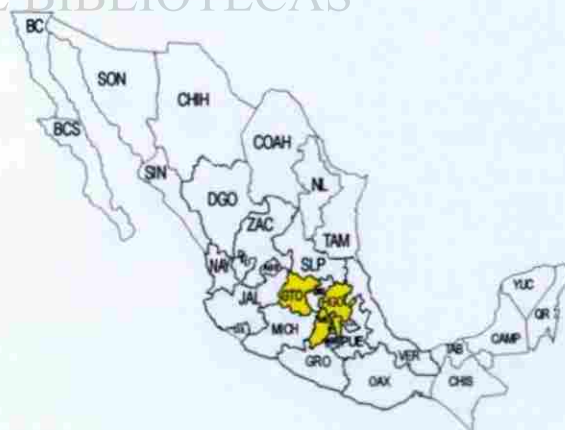 E BIBLIOTECAS
BC
SON
CHIH
BCS
COAH
SIN
NL
DGO
ZAC
TAM
NAY
SLP
AGS
GTO
HGO
JAL
YUC
QR
MICH
PUE
CAMP
VER
TAB
GRO
OAX
CHIS